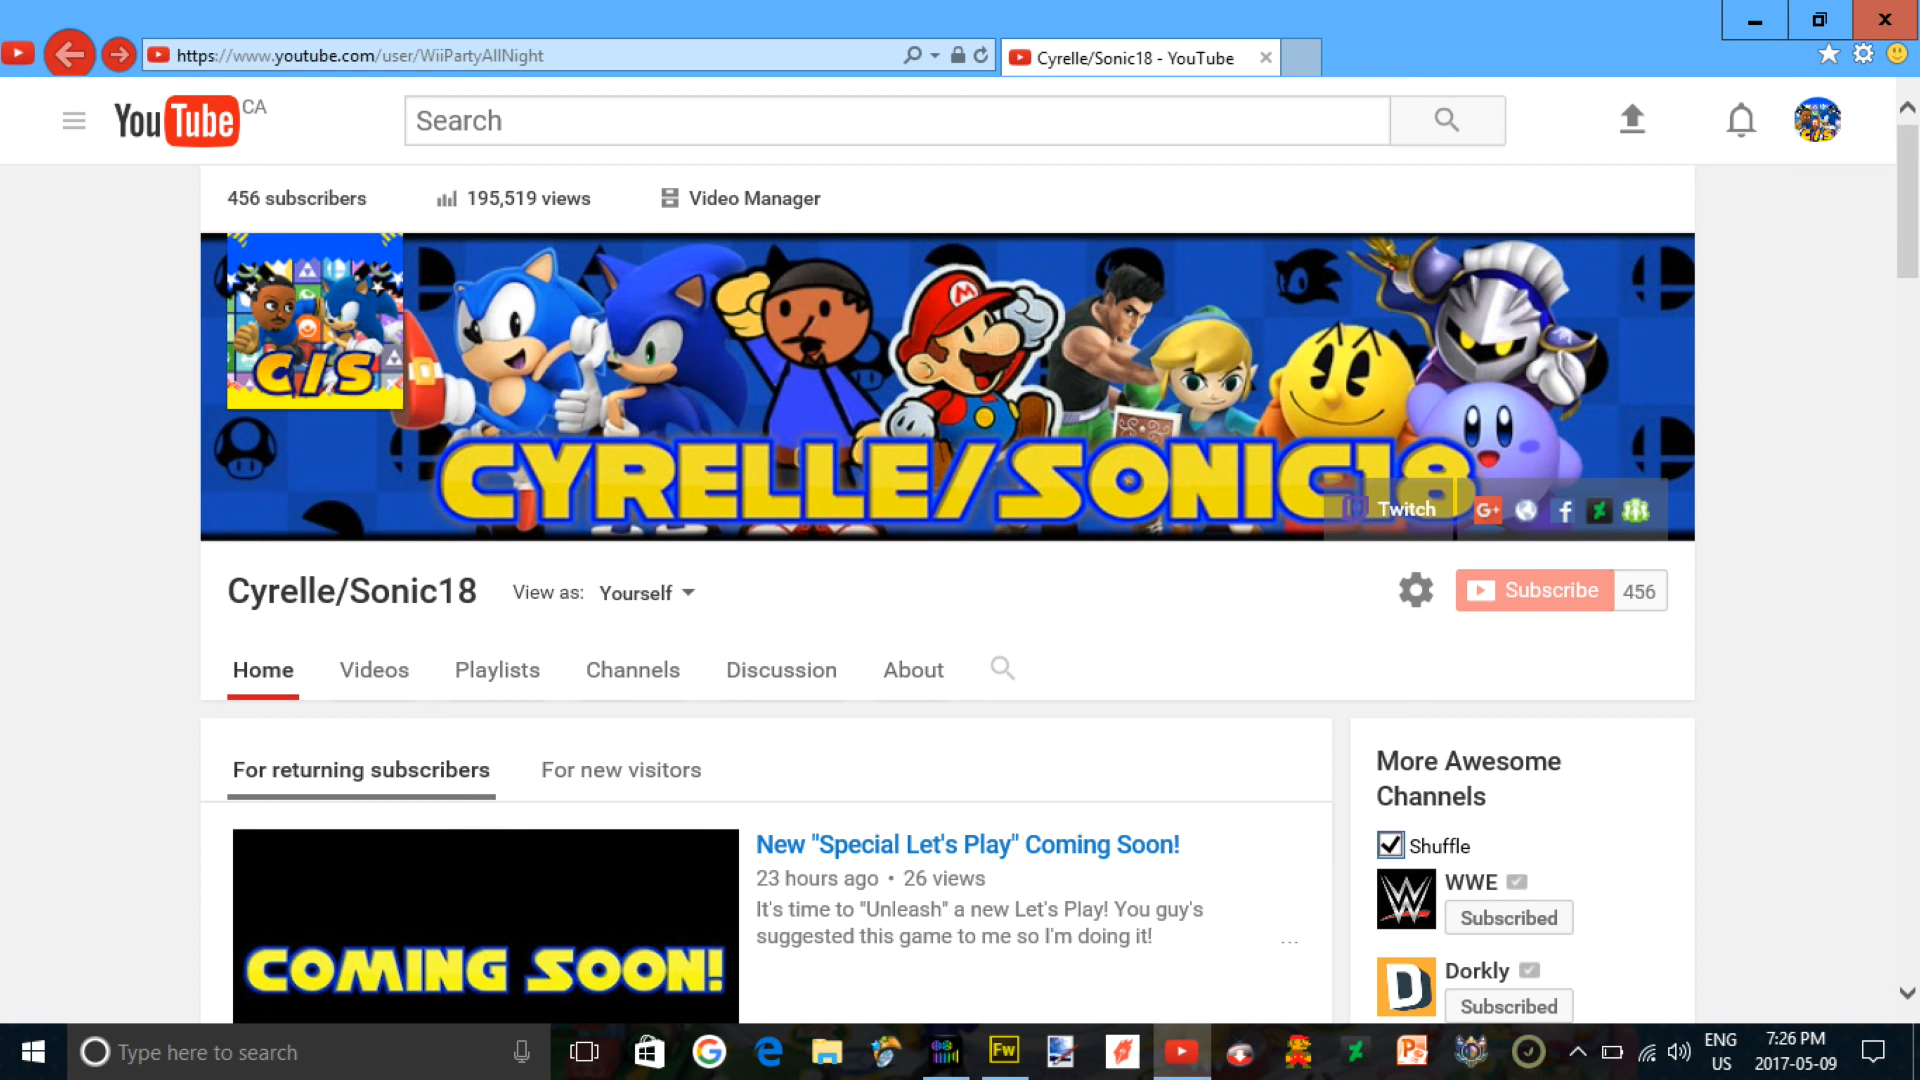 https://www.youtube.com/user/WiiPartyAllNight
Cyrelle/Sonic18 - YouTube
YouTube CA
Search
456 subscribers
195,519 views
Video Manager
C/S
CYRELLE/SONIC18
Twitch
G+
Cyrelle/Sonic18
View as: Yourself
Subscribe 456
Home
Videos
Playlists
Channels
Discussion
About
For returning subscribers
For new visitors
COMING SOON!
New "Special Let's Play" Coming Soon!
23 hours ago • 26 views
It's time to "Unleash" a new Let's Play! You guy's
suggested this game to me so I'm doing it!
...
More Awesome
Channels
Shuffle
WWE
Subscribed
Dorkly
Subscribed
Type here to search
Fw
ENG
US
7:26 PM
2017-05-09